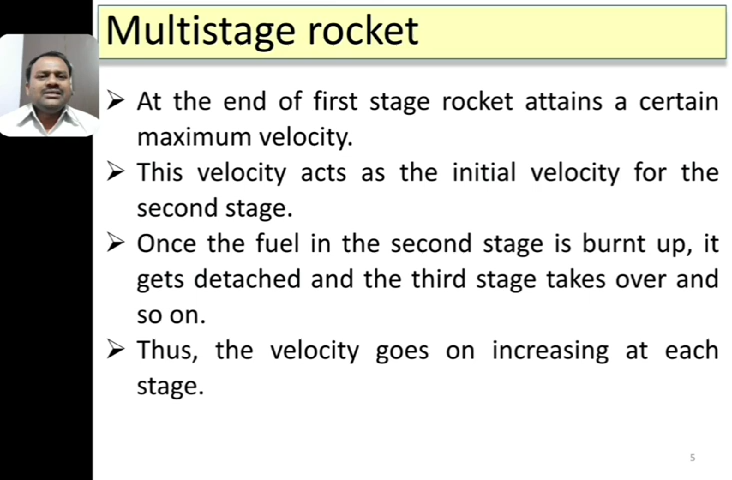 Multistage rocket
➢ At the end of first stage rocket attains a certain
maximum velocity.
➢ This velocity acts as the initial velocity for the
second stage.
➢ Once the fuel in the second stage is burnt up, it
gets detached and the third stage takes over and
so on.
➢ Thus, the velocity goes on increasing at each
stage.
5